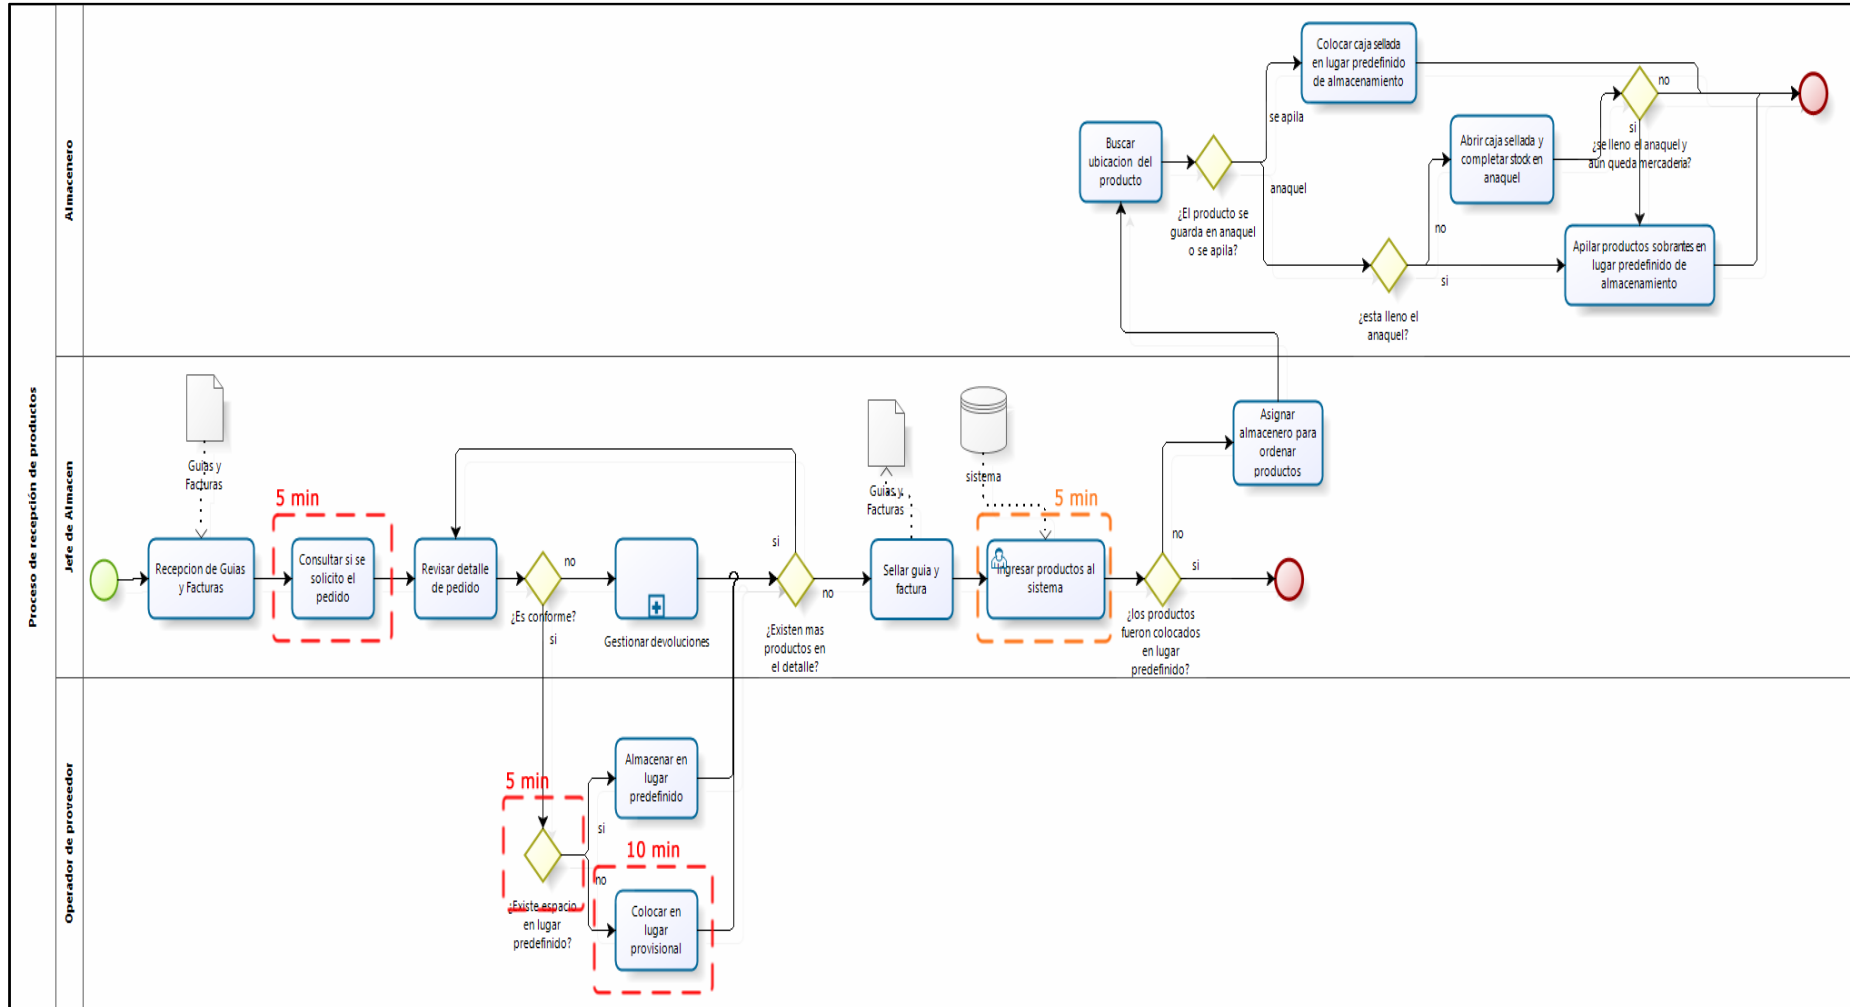 Proceso de recepción de productos
Almacenero
Colocar caja sellada
en lugar predefinido
de almacenamiento
no
se apila
Buscar
ubicacion del
producto
anaquel
¿El producto se
guarda en anaquel
o se apila?
Abrir caja sellada y
completar stock en
anaquel
si
¿se lleno el anaquel y
aun queda mercaderia?
no
si
¿esta lleno el
anaquel?
Apilar productos sobrantes en
lugar predefinido de
almacenamiento
Jefe de Almacen
Guias y
Facturas
Recepcion de Guias
y Facturas
5 min
Consultar si se
solicito el
pedido
Revisar detalle
de pedido
no
¿Es conforme?
si
Gestionar devoluciones
si
no
¿Existen mas
productos en
el detalle?
Guias y
Facturas
Sellar guia y
factura
sistema
5 min
Ingresar productos al
sistema
no
si
¿los productos
fueron colocados
en lugar
predefinido?
Asignar
almacenero para
ordenar
productos
Operador de proveedor
5 min
si
no
¿Existe espacio
en lugar
predefinido?
Almacenar en
lugar
predefinido
10 min
Colocar en
lugar
provisional